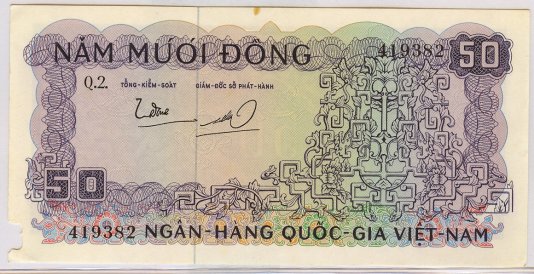 NĂM MƯƠI ĐỒNG 419382 50
Q.2. TỔNG-KIỂM-SOÁT GIÁM-ĐỐC SỞ PHÁT-HÀNH
50
419382 NGÂN-HÀNG QUỐC-GIA VIỆT-NAM